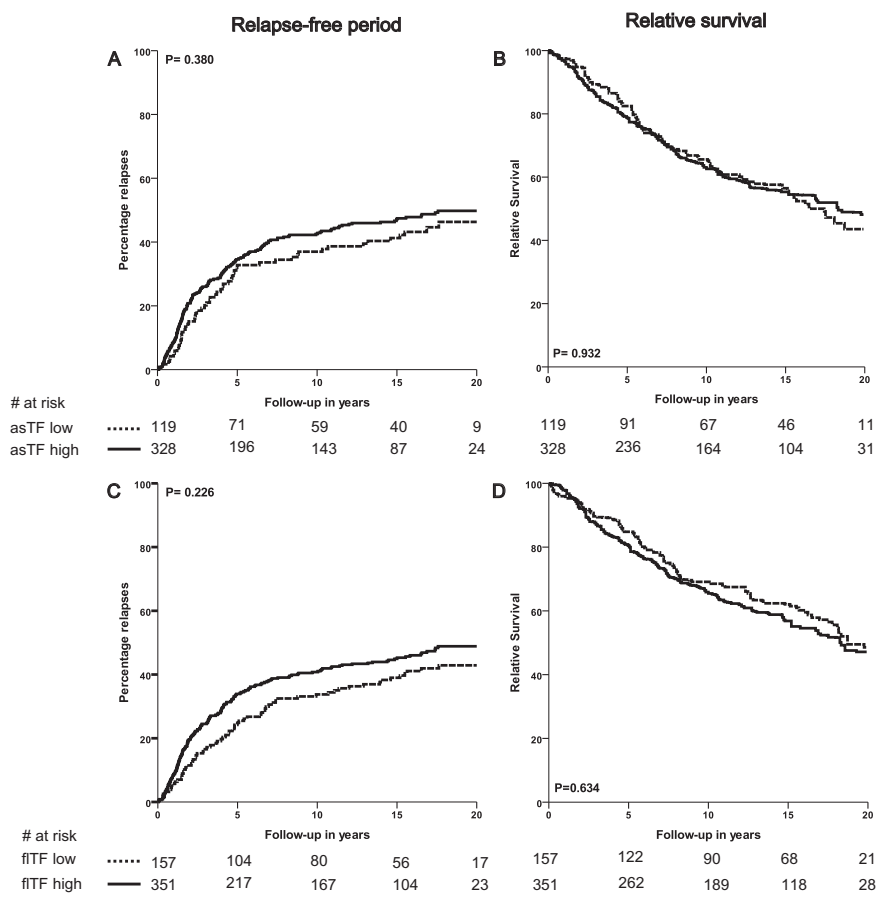 Relapse-free period
Relative survival
A
P= 0.380
100
80
60
40
20
0
Percentage relapses
0 5 10 15 20
Follow-up in years
B
100
80
60
40
20
0
Relative Survival
P= 0.932
0 5 10 15 20
Follow-up in years
# at risk
asTF low 119 71 59 40 9 119 91 67 46 11
asTF high 328 196 143 87 24 328 236 164 104 31
C
P= 0.226
100
80
60
40
20
0
Percentage relapses
0 5 10 15 20
Follow-up in years
D
100
80
60
40
20
0
Relative Survival
P=0.634
0 5 10 15 20
Follow-up in years
# at risk
flTF low 157 104 80 56 17 157 122 90 68 21
flTF high 351 217 167 104 23 351 262 189 118 28